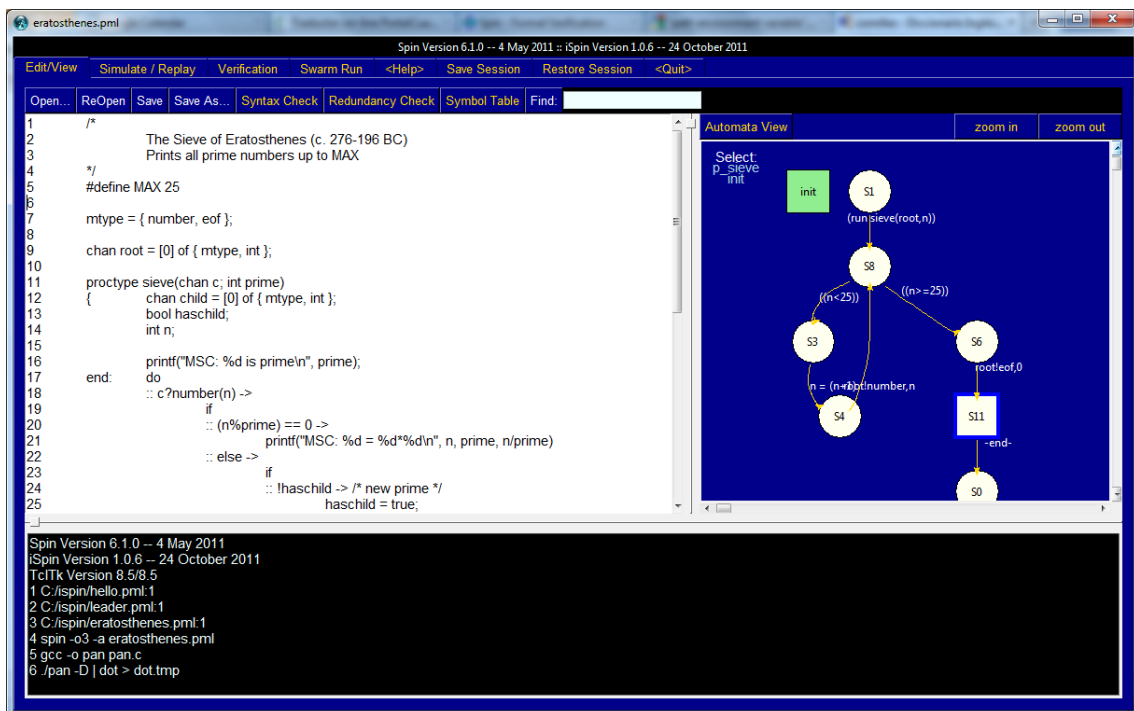 eratosthenes.pml
Spin Version 6.1.0 -- 4 May 2011 :: iSpin Version 1.0.6 -- 24 October 2011
Edit/View Simulate / Replay Verification Swarm Run <Help> Save Session Restore Session <Quit>
Open... ReOpen Save Save As... Syntax Check Redundancy Check Symbol Table Find:
1 /*
2 The Sieve of Eratosthenes (c. 276-196 BC)
3 Prints all prime numbers up to MAX
4 */
5 #define MAX 25
6
7 mtype = { number, eof };
8
9 chan root = [0] of { mtype, int };
10
11 proctype sieve(chan c; int prime)
12 { chan child = [0] of { mtype, int };
13 bool haschild;
14 int n;
15
16 printf("MSC: %d is prime\n", prime);
17 end: do
18 :: c?number(n) ->
19 if
20 :: (n%prime) == 0 ->
21 printf("MSC: %d = %d*%d\n", n, prime, n/prime)
22 :: else ->
23 if
24 :: !haschild -> /* new prime */
25 haschild = true;
Automata View zoom in zoom out
Select:
p_sieve
init
init
S1
(run sieve(root,n))
S8
((n<25))
((n>=25))
S3
S6
root!eof,0
n = (n+1)
root!number,n
S4
S11
-end-
S0
Spin Version 6.1.0 -- 4 May 2011
iSpin Version 1.0.6 -- 24 October 2011
TclTk Version 8.5/8.5
1 C:/ispin/hello.pml:1
2 C:/ispin/leader.pml:1
3 C:/ispin/eratosthenes.pml:1
4 spin -o3 -a eratosthenes.pml
5 gcc -o pan pan.c
6 ./pan -D | dot > dot.tmp